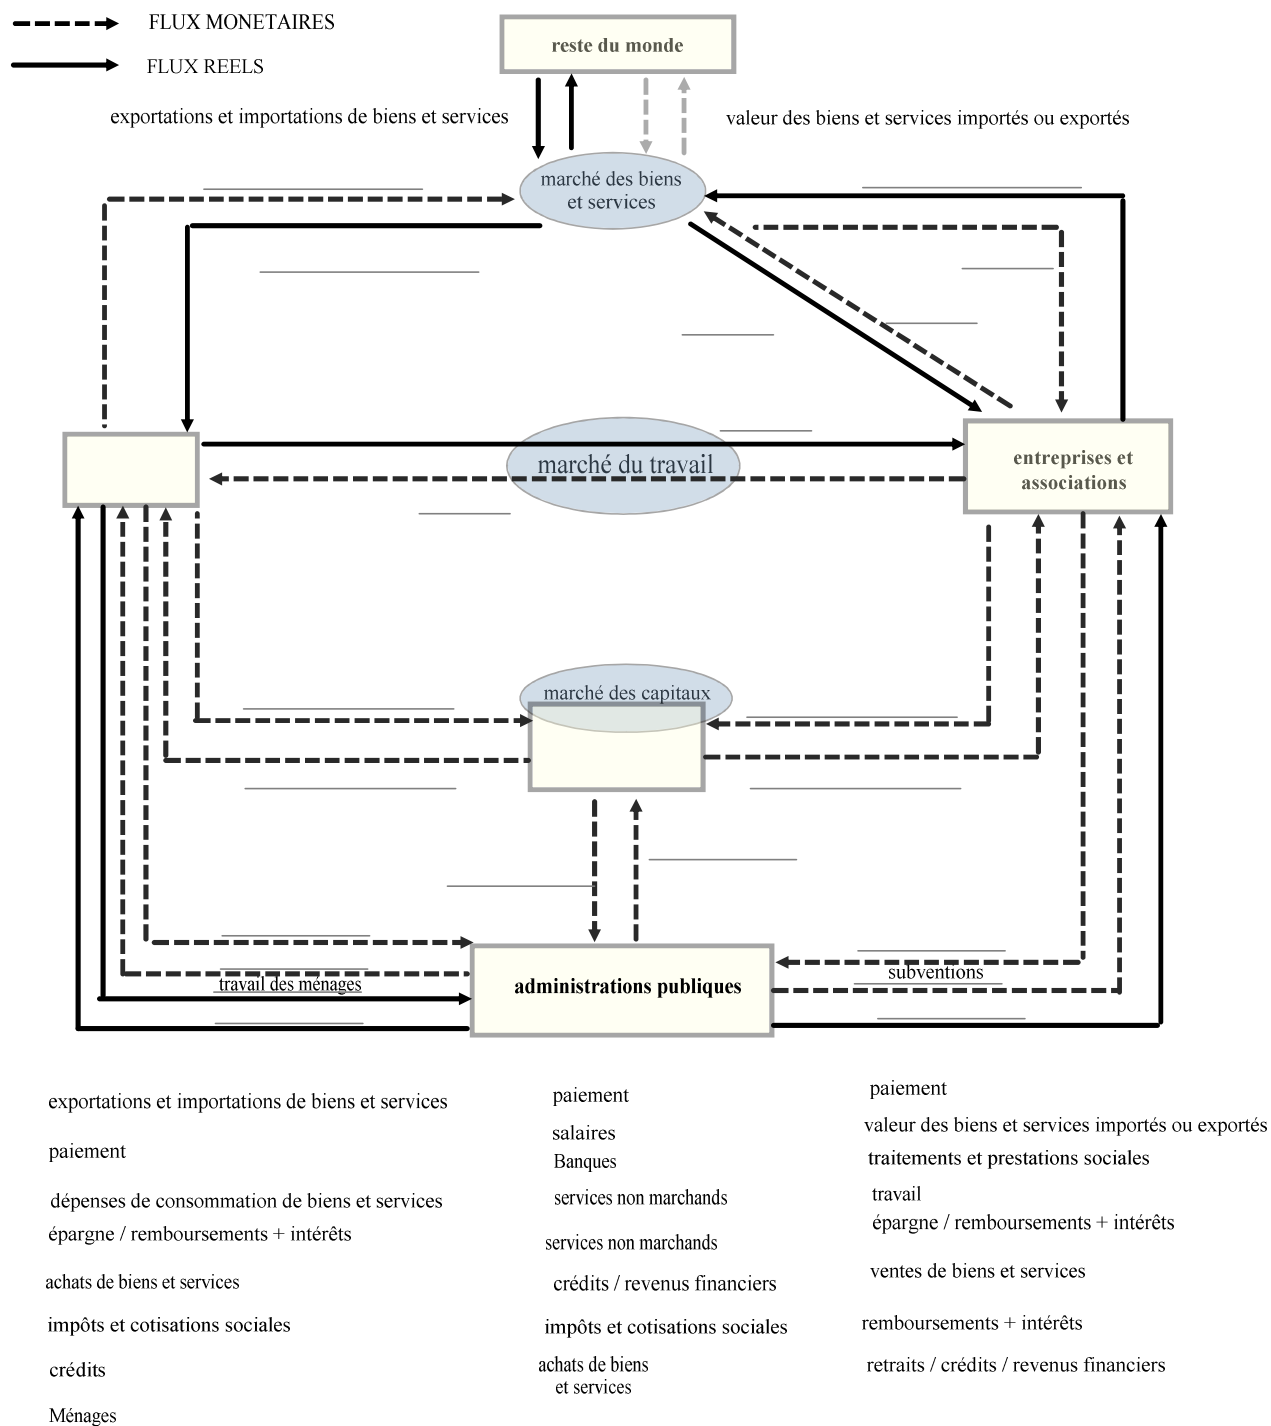 FLUX MONETAIRES
reste du monde
FLUX REELS
exportations et importations de biens et services
valeur des biens et services importés ou exportés
marché des biens
et services
marché du travail
entreprises et
associations
marché des capitaux
administrations publiques
travail des ménages
subventions
exportations et importations de biens et services
paiement
dépenses de consommation de biens et services
épargne / remboursements + intérêts
achats de biens et services
impôts et cotisations sociales
crédits
Ménages
paiement
salaires
Banques
services non marchands
services non marchands
crédits / revenus financiers
impôts et cotisations sociales
achats de biens
et services
paiement
valeur des biens et services importés ou exportés
traitements et prestations sociales
travail
épargne / remboursements + intérêts
ventes de biens et services
remboursements + intérêts
retraits / crédits / revenus financiers